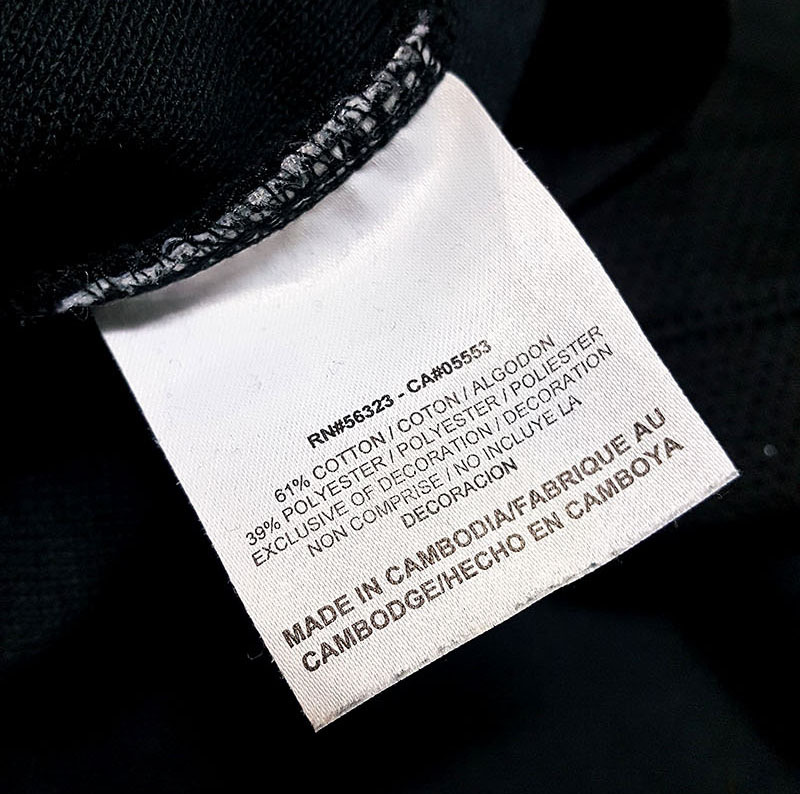 RN#56323 - CA#05553
61% COTTON / COTON / ALGODON
39% POLYESTER / POLYESTER / POLIESTER
EXCLUSIVE OF DECORATION / DECORATION
NON COMPRISE / NO INCLUYE LA
DECORACION
MADE IN CAMBODIA/FABRIQUE AU
CAMBODGE/HECHO EN CAMBOYA